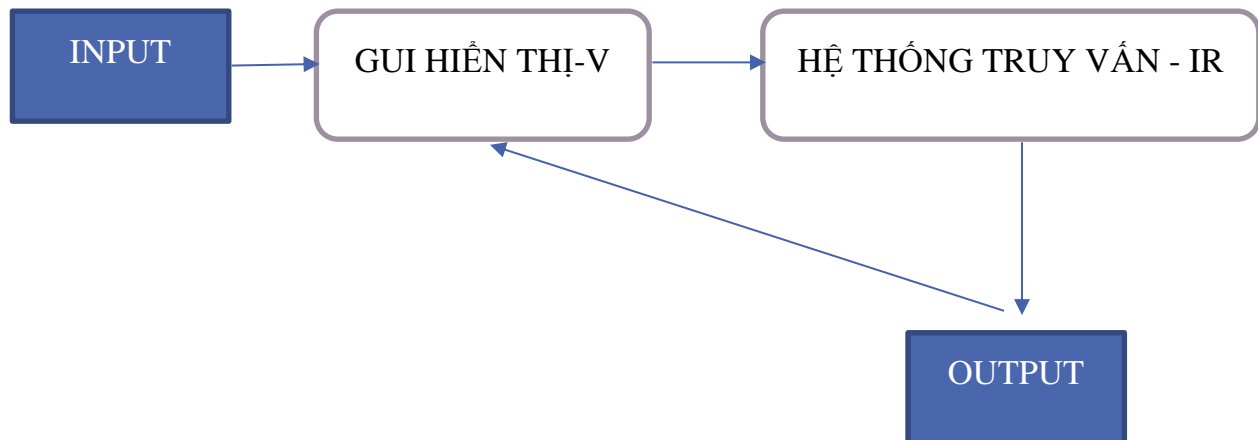 INPUT
GUI HIỂN THỊ-V
HỆ THỐNG TRUY VẤN - IR
OUTPUT